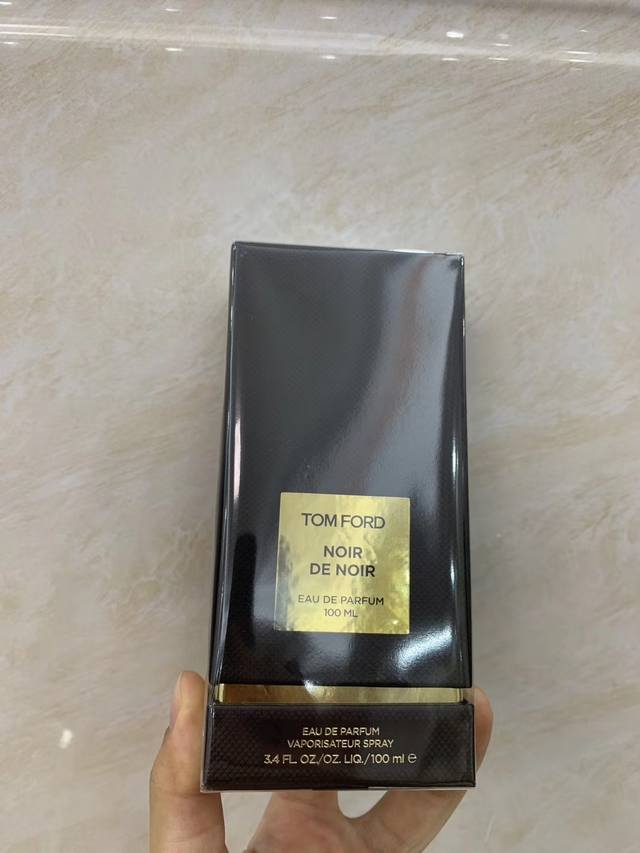 TOM FORD
NOIR
DE NOIR
EAU DE PARFUM
100 ML
EAU DE PARFUM
VAPORISATEUR SPRAY
3.4 FL. OZ./OZ. LIQ./100 ml ℮